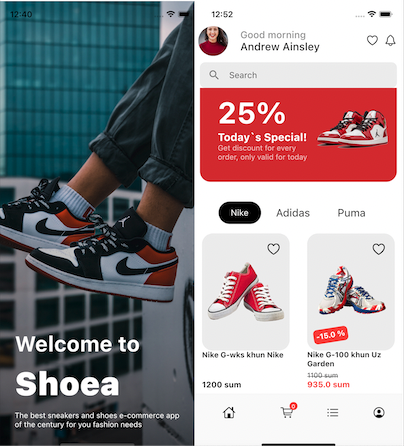 12:40
Welcome to
Shoea
The best sneakers and shoes e-commerce app
of the century for you fashion needs
12:52
Good morning
Andrew Ainsley
Search
25%
Today`s Special!
Get discount for every
order, only valid for today
Nike
Adidas
Puma
Nike G-wks khun Nike
1200 sum
-15.0 %
Nike G-100 khun Uz
Garden
1100 sum
935.0 sum